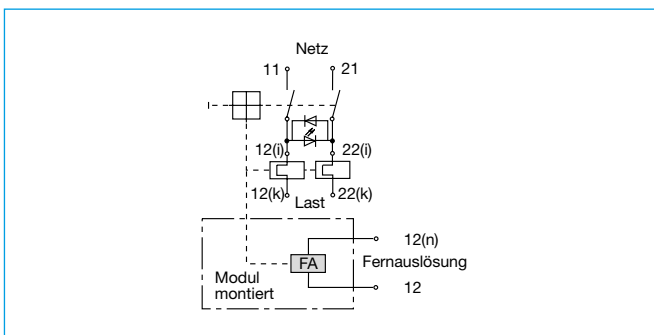 Netz
11
21
12(i)
22(i)
12(k)
Last
22(k)
12(n)
FA
Fernauslösung
Modul
montiert
12